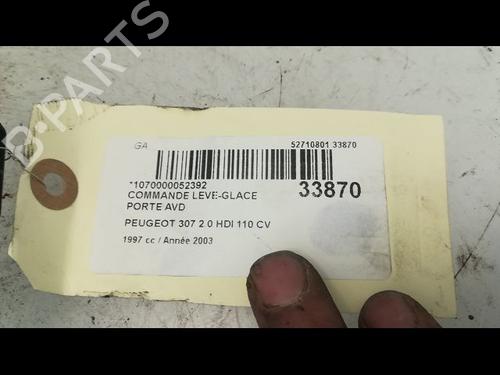 B-PARTS
GA
52710801 33870
*1070000052392
COMMANDE LEVE-GLACE
PORTE AVD
33870
PEUGEOT 307 2.0 HDI 110 CV
1997 cc / Année 2003